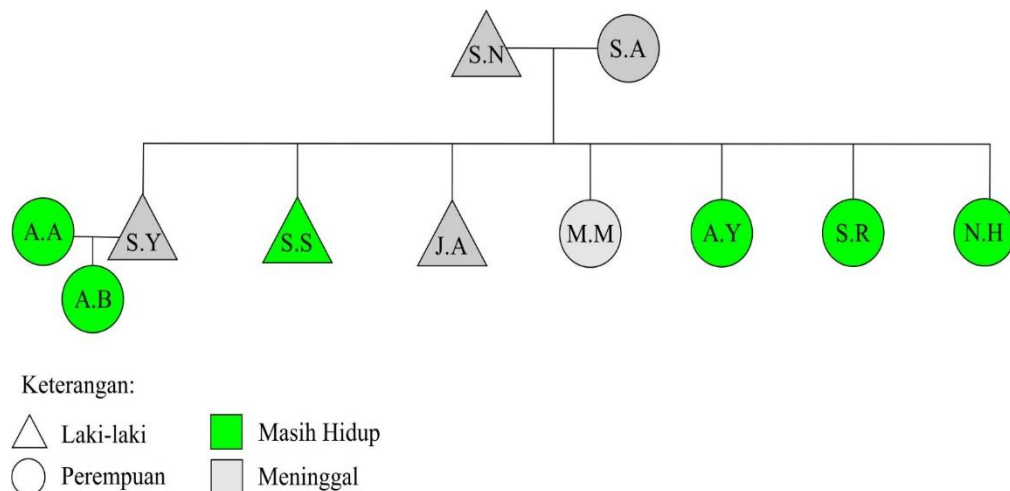 S.N S.A
A.A S.Y S.S J.A M.M A.Y S.R N.H
A.B
Keterangan:
Laki-laki Masih Hidup
Perempuan Meninggal